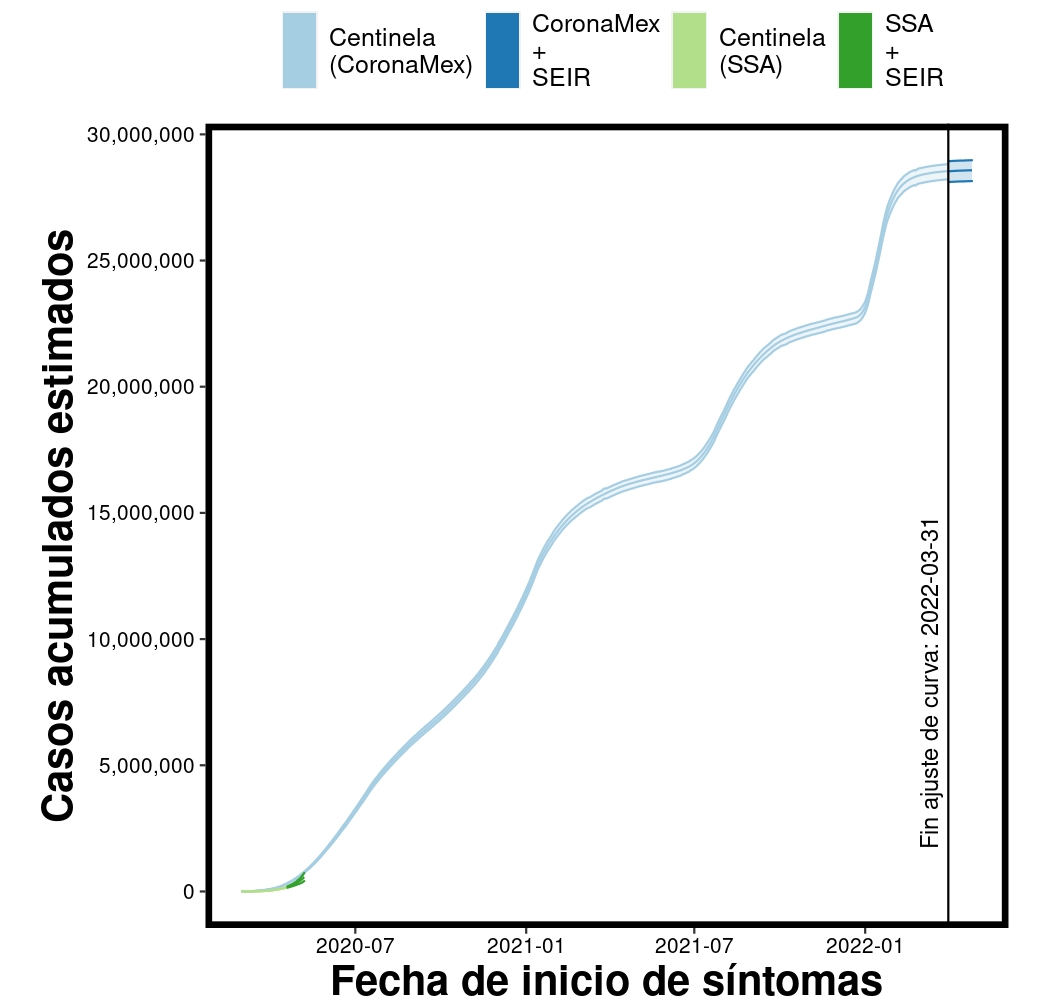 Centinela
(CoronaMex)
CoronaMex
+
SEIR
Centinela
(SSA)
SSA
+
SEIR
Casos acumulados estimados
30,000,000
25,000,000
20,000,000
15,000,000
10,000,000
5,000,000
0
Fin ajuste de curva: 2022-03-31
2020-07
2021-01
2021-07
2022-01
Fecha de inicio de síntomas